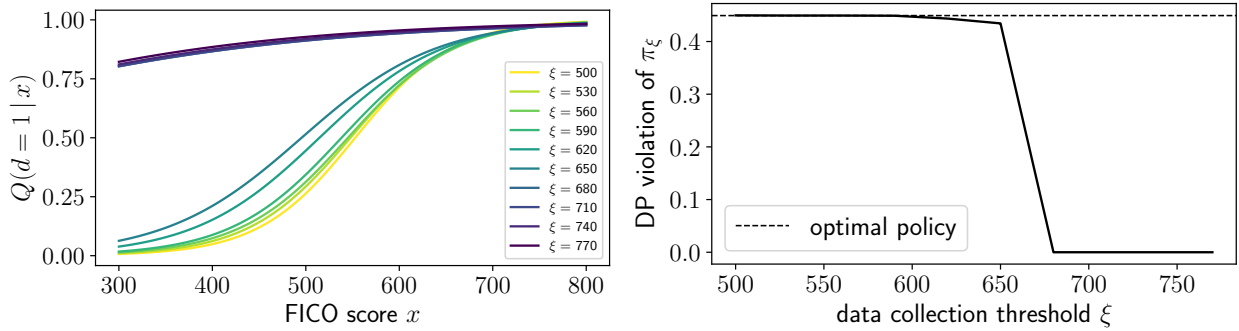 1.0
0.75
0.50
0.25
0.00
Q(d = 1 | x)
300 400 500 600 700 800
FICO score x
ξ = 500
ξ = 530
ξ = 560
ξ = 590
ξ = 620
ξ = 650
ξ = 680
ξ = 710
ξ = 740
ξ = 770
0.4
0.3
0.2
0.1
0.0
DP violation of π_ξ
optimal policy
500 550 600 650 700 750
data collection threshold ξ